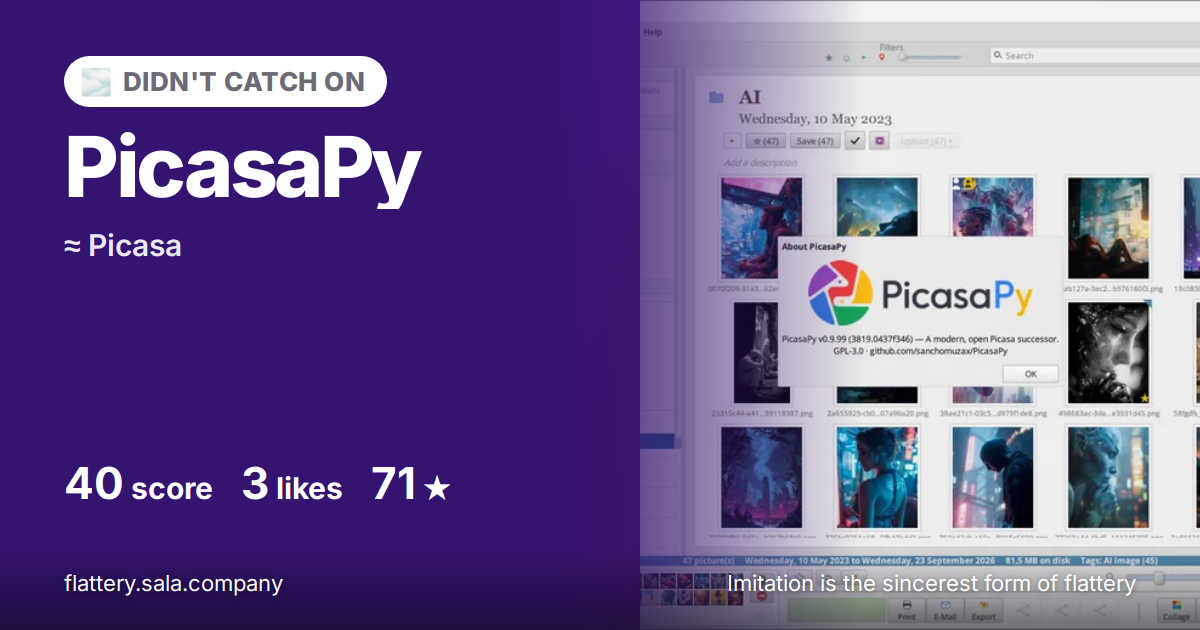 DIDN'T CATCH ON
PicasaPy
≈ Picasa
40 score 3 likes 71 ★
flattery.sala.company
Help
Filters
Search
AI
Wednesday, 10 May 2023
☆ (47) Save (47) Upload (47)
Add a description
About PicasaPy
PicasaPy
PicasaPy v0.9.99 (3819.0437f346) — A modern, open Picasa successor.
GPL-3.0 · github.com/sanchomuzax/PicasaPy
OK
47 picture(s) Wednesday, 10 May 2023 to Wednesday, 23 September 2026 81,5 MB on disk Tags: AI Image (45)
Imitation is the sincerest form of flattery
Print E-Mail Export Collage